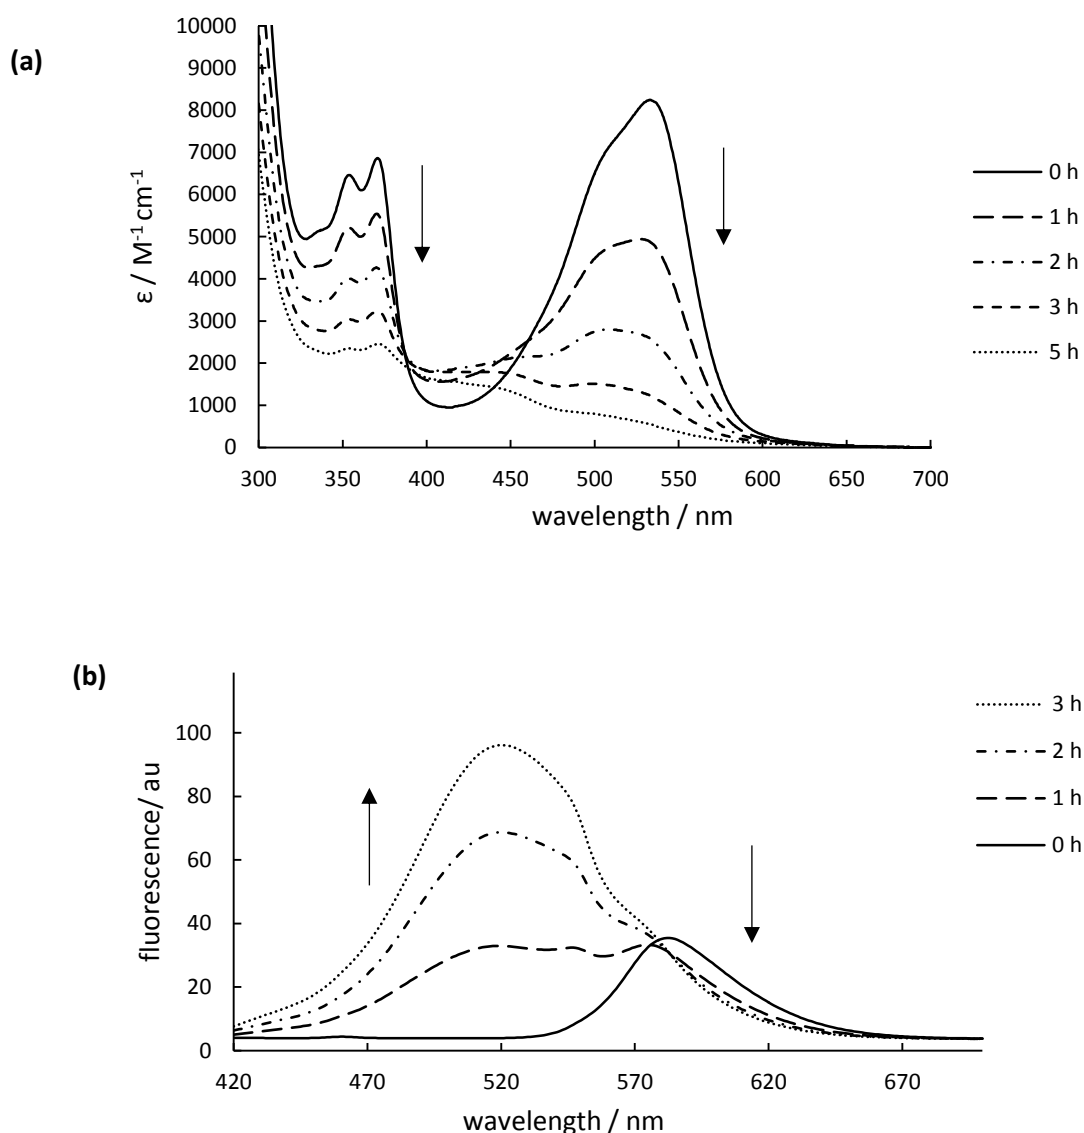 (a)
ε / M⁻¹ cm⁻¹
10000
9000
8000
7000
6000
5000
4000
3000
2000
1000
0
300 350 400 450 500 550 600 650 700
wavelength / nm
0 h
1 h
2 h
3 h
5 h
(b)
fluorescence/ au
100
80
60
40
20
0
420 470 520 570 620 670
wavelength / nm
3 h
2 h
1 h
0 h